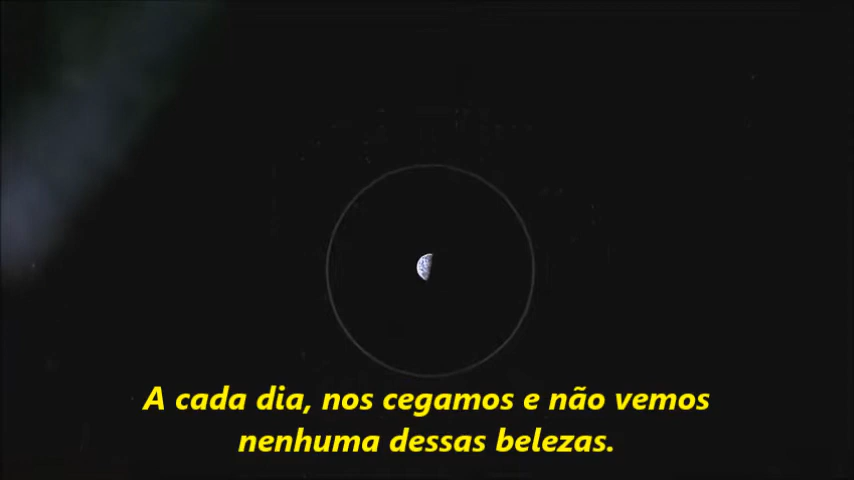 A cada dia, nos cegamos e não vemos
nenhuma dessas belezas.